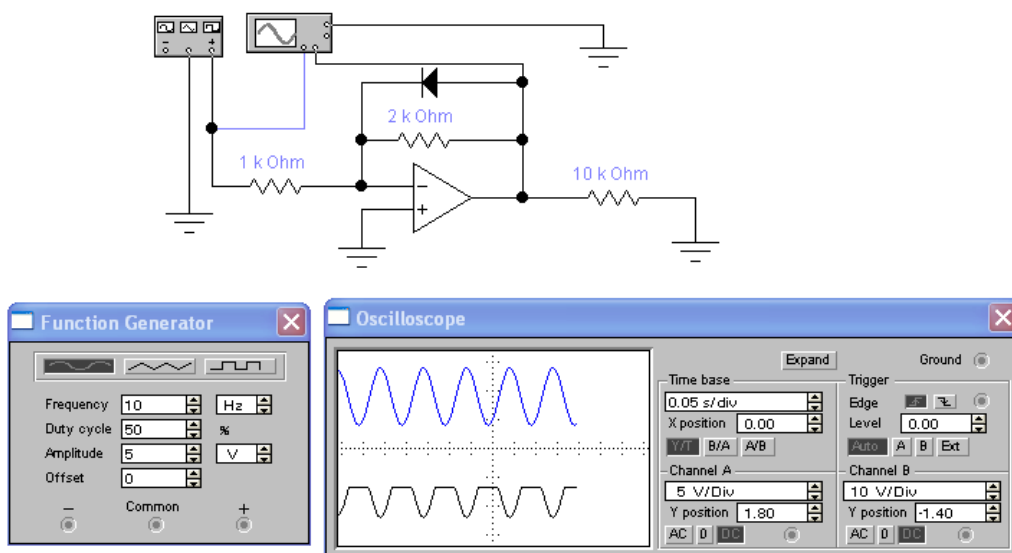 2 k Ohm
1 k Ohm
10 k Ohm
− +
− +
Function Generator
Frequency 10 Hz
Duty cycle 50 %
Amplitude 5 V
Offset 0
− Common +
Oscilloscope
Expand Ground
Time base
0.05 s/div
X position 0.00
Y/T B/A A/B
Trigger
Edge
Level 0.00
Auto A B Ext
Channel A
5 V/Div
Y position 1.80
AC 0 DC
Channel B
10 V/Div
Y position -1.40
AC 0 DC